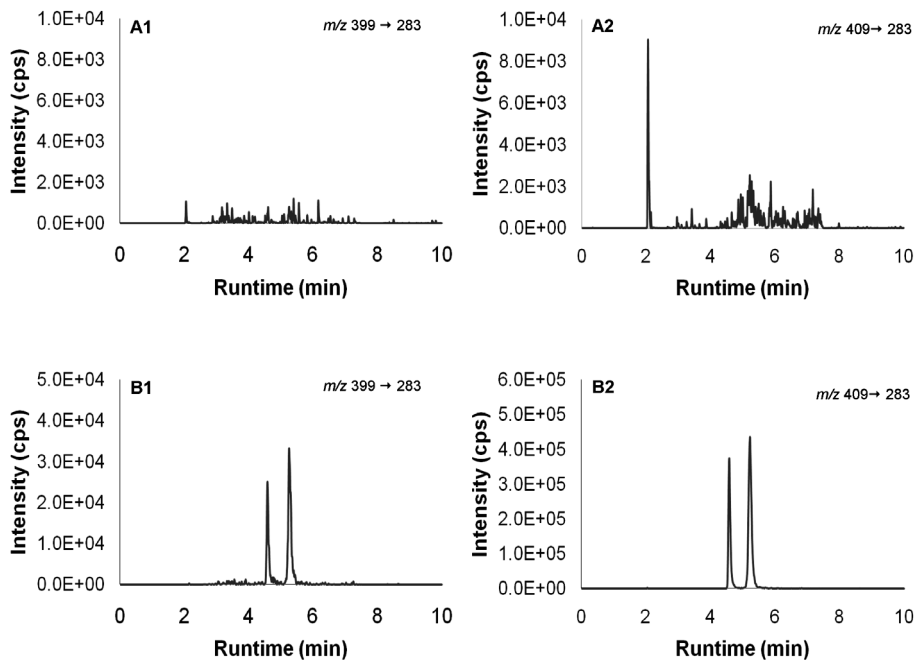 A1
m/z 399 → 283
1.0E+04
8.0E+03
6.0E+03
4.0E+03
2.0E+03
0.0E+00
Intensity (cps)
0 2 4 6 8 10
Runtime (min)
A2
m/z 409→ 283
1.0E+04
8.0E+03
6.0E+03
4.0E+03
2.0E+03
0.0E+00
Intensity (cps)
0 2 4 6 8 10
Runtime (min)
B1
m/z 399 → 283
5.0E+04
4.0E+04
3.0E+04
2.0E+04
1.0E+04
0.0E+00
Intensity (cps)
0 2 4 6 8 10
Runtime (min)
B2
m/z 409→ 283
6.0E+05
5.0E+05
4.0E+05
3.0E+05
2.0E+05
1.0E+05
0.0E+00
Intensity (cps)
0 2 4 6 8 10
Runtime (min)